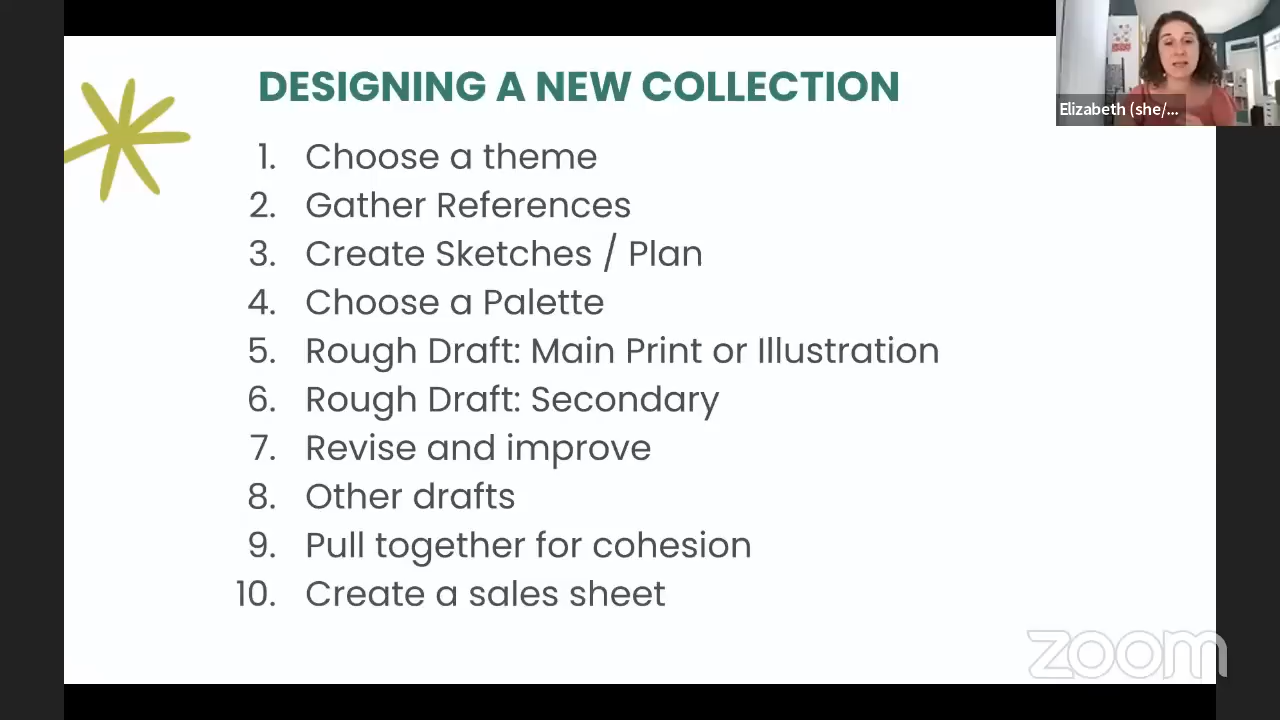 DESIGNING A NEW COLLECTION
Elizabeth (she/...
1. Choose a theme
2. Gather References
3. Create Sketches / Plan
4. Choose a Palette
5. Rough Draft: Main Print or Illustration
6. Rough Draft: Secondary
7. Revise and improve
8. Other drafts
9. Pull together for cohesion
10. Create a sales sheet
zoom